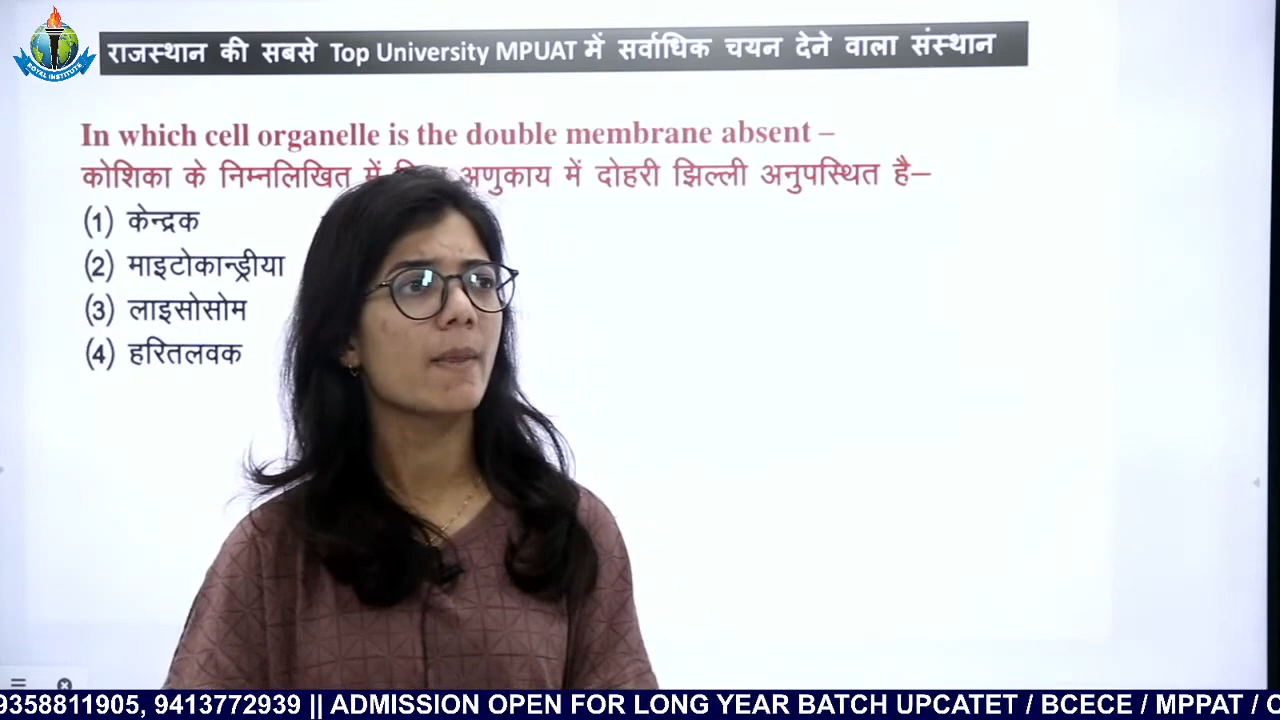 ROYAL INSTITUTE
राजस्थान की सबसे Top University MPUAT में सर्वाधिक चयन देने वाला संस्थान
In which cell organelle is the double membrane absent –
कोशिका के निम्नलिखित में अणुकाय में दोहरी झिल्ली अनुपस्थित है–
(1) केन्द्रक
(2) माइटोकान्ड्रीया
(3) लाइसोसोम
(4) हरितलवक
9358811905, 9413772939 || ADMISSION OPEN FOR LONG YEAR BATCH UPCATET / BCECE / MPPAT /